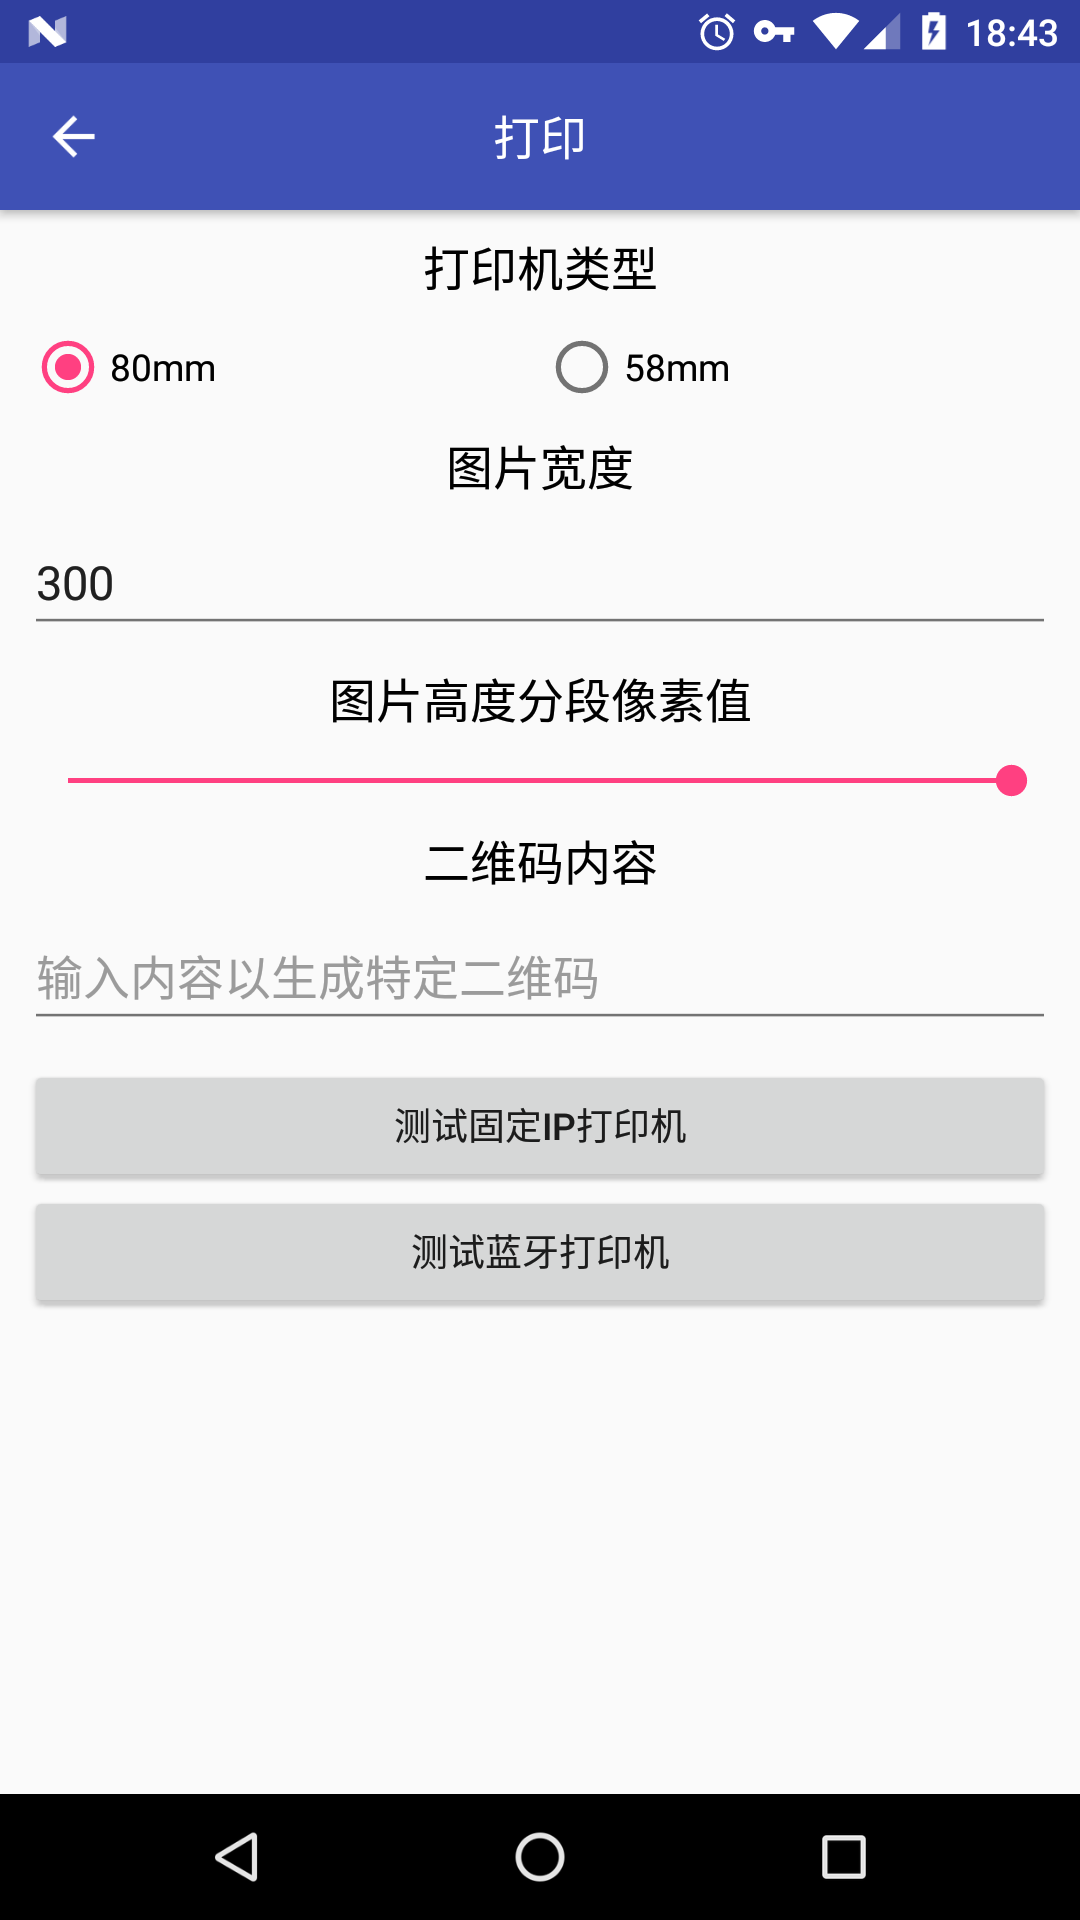 18:43
打印
打印机类型
80mm 58mm
图片宽度
300
图片高度分段像素值
二维码内容
输入内容以生成特定二维码
测试固定IP打印机
测试蓝牙打印机